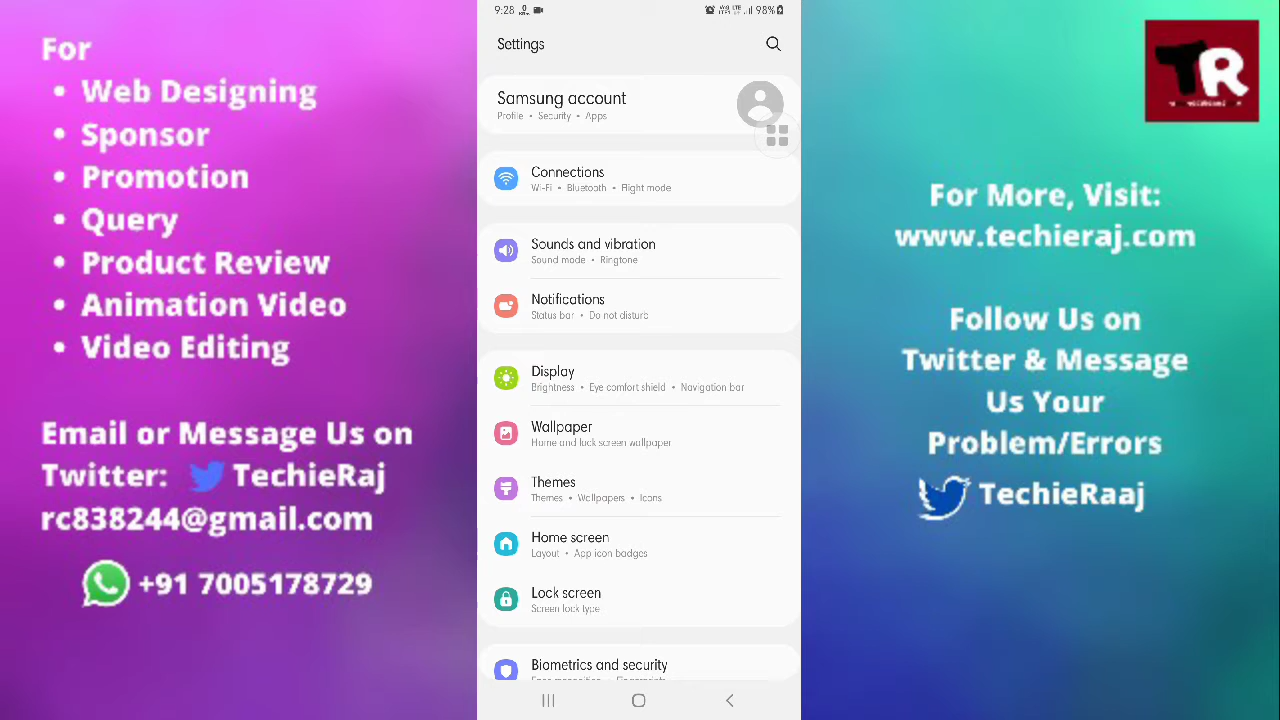 For
• Web Designing
• Sponsor
• Promotion
• Query
• Product Review
• Animation Video
• Video Editing
Email or Message Us on
Twitter: TechieRaj
rc838244@gmail.com
+91 7005178729
9:28
98%
Settings
Samsung account
• Security • Apps
Connections
Wi-Fi • Bluetooth • Flight mode
Sounds and vibration
Sound mode • Ringtone
Notifications
Status bar • Do not disturb
Display
Brightness • Eye comfort shield • Navigation bar
Wallpaper
Home and lock screen wallpaper
Themes
Themes • Wallpapers • Icons
Home screen
Layout • App icon badges
Lock screen
Screen lock type
Biometrics and security
TR
For More, Visit:
www.techieraj.com
Follow Us on
Twitter & Message
Us Your
Problem/Errors
TechieRaaj